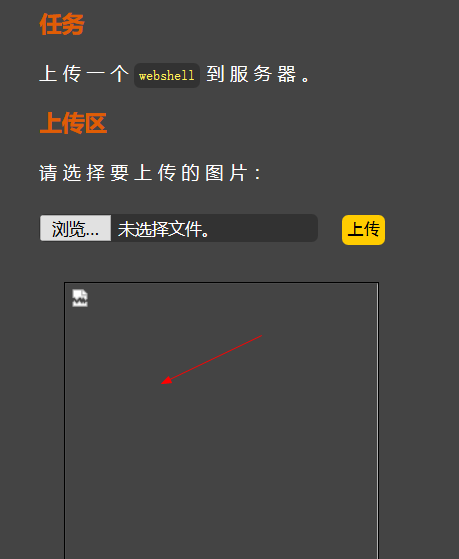 任务
上传一个 webshell 到服务器。
上传区
请选择要上传的图片：
浏览... 未选择文件。 上传